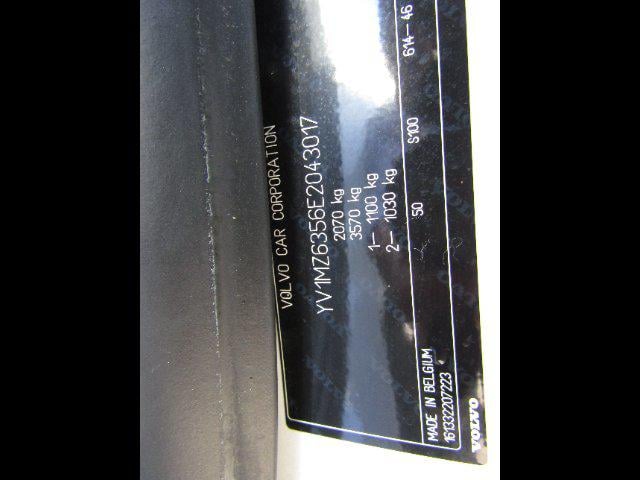 VOLVO CAR CORPORATION
YV1MZ6356E2043017
2070 kg
3570 kg
1– 1100 kg
2– 1030 kg
50 S100 614–46
MADE IN BELGIUM
161332207223
VOLVO